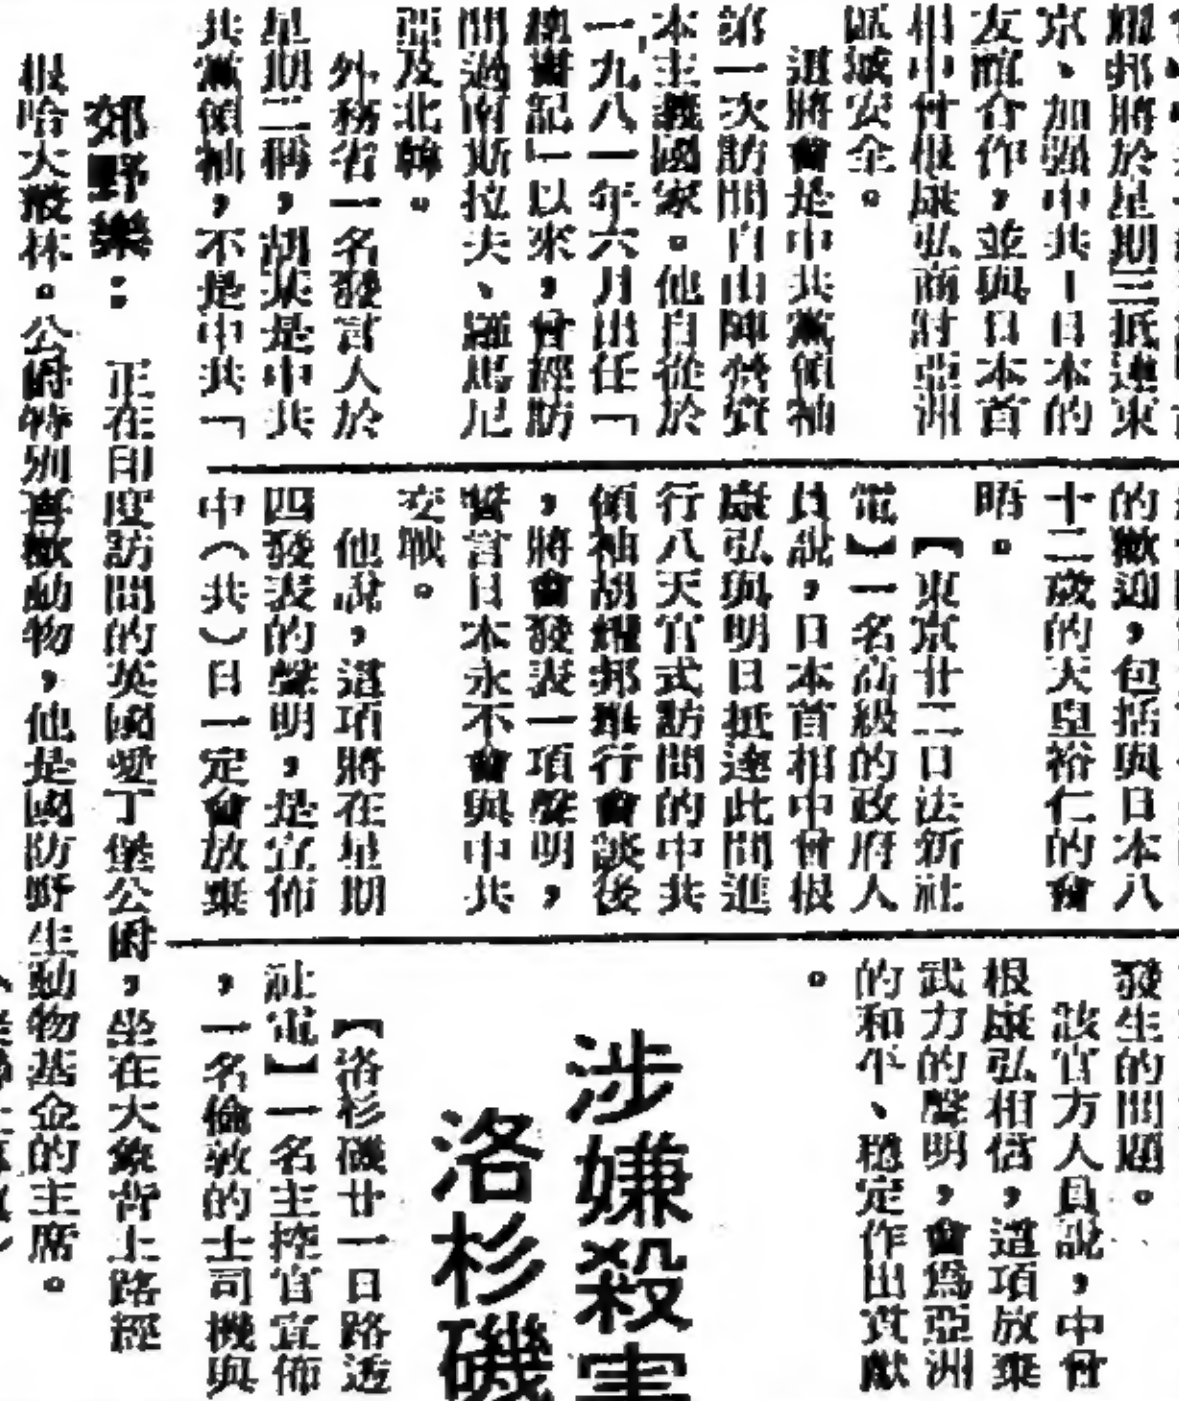 耀邦將於星期三抵達東
京、加强中共－日本的
友誼合作，並與日本首
相中曾根康弘商討亞洲
區域安全。
這將會是中共黨領袖
第一次訪問自由陣營資
本主義國家。他自從於
一九八一年六月出任「
總書記」以來，曾經訪
問過南斯拉夫、羅馬尼
亞及北韓。
外務省一名發言人於
星期二稱，胡某是中共
共黨領袖，不是中共「
的歡迎，包括與日本八
十二歲的天皇裕仁的會
晤。
【東京廿二日法新社
電】一名高級的政府人
員說，日本首相中曾根
康弘與明日抵達此間進
行八天官式訪問的中共
領袖胡耀邦舉行會談後
，將會發表一項聲明，
誓言日本永不會與中共
交戰。
他說，這項將在星期
四發表的聲明，是宣佈
中（共）日一定會放棄
發生的問題。
該官方人員說，中曾
根康弘相信，這項放棄
武力的聲明，會爲亞洲
的和平、穩定作出貢獻
。
涉嫌殺害
洛杉磯
【洛杉磯廿一日路透
社電】一名主控官宣佈
，一名倫敦的士司機與
郊野樂：正在印度訪問的英國愛丁堡公爵，坐在大象背上路經
根哈大叢林。公爵特別喜歡動物，他是國防野生動物基金的主席。